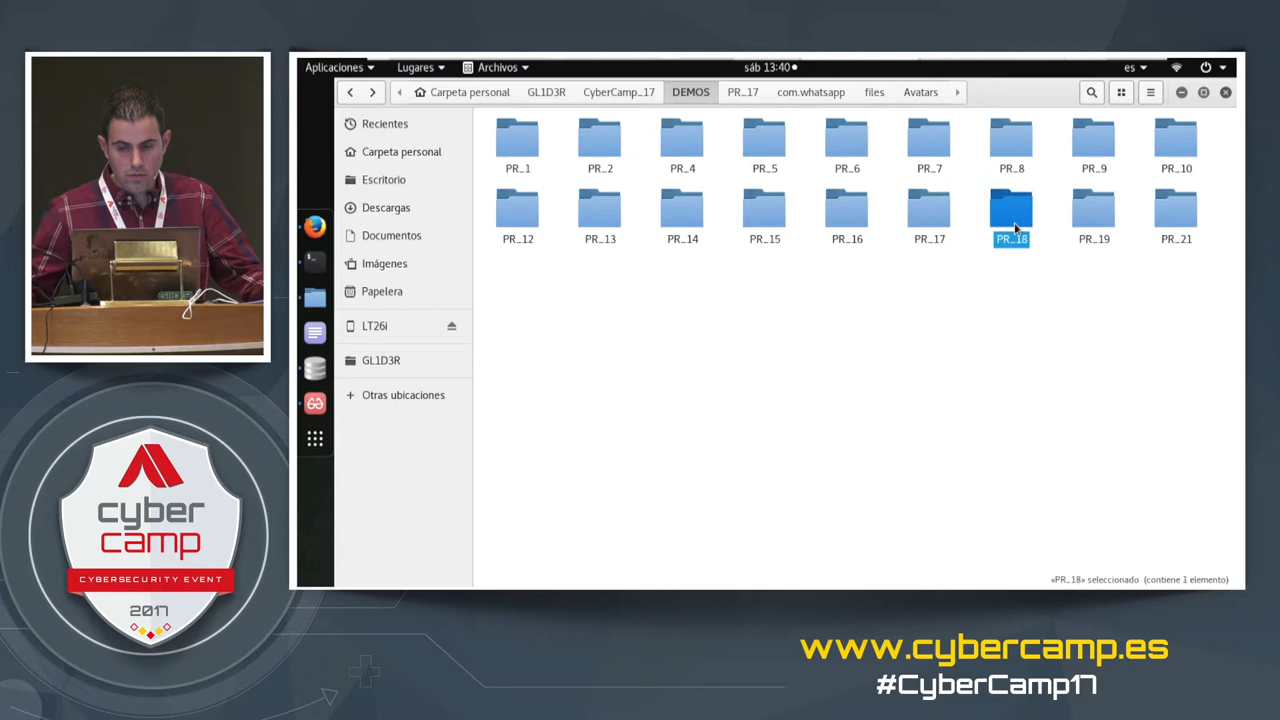 Aplicaciones
Lugares
Archivos
sáb 13:40
es
Carpeta personal
GL1D3R
CyberCamp_17
DEMOS
PR_17
com.whatsapp
files
Avatars
Recientes
Carpeta personal
Escritorio
Descargas
Documentos
Imágenes
Papelera
LT26i
GL1D3R
Otras ubicaciones
PR_1
PR_2
PR_4
PR_5
PR_6
PR_7
PR_8
PR_9
PR_10
PR_12
PR_13
PR_14
PR_15
PR_16
PR_17
PR_18
PR_19
PR_21
«PR_18» seleccionado (contiene 1 elemento)
cyber
camp
CYBERSECURITY EVENT
2017
www.cybercamp.es
#CyberCamp17